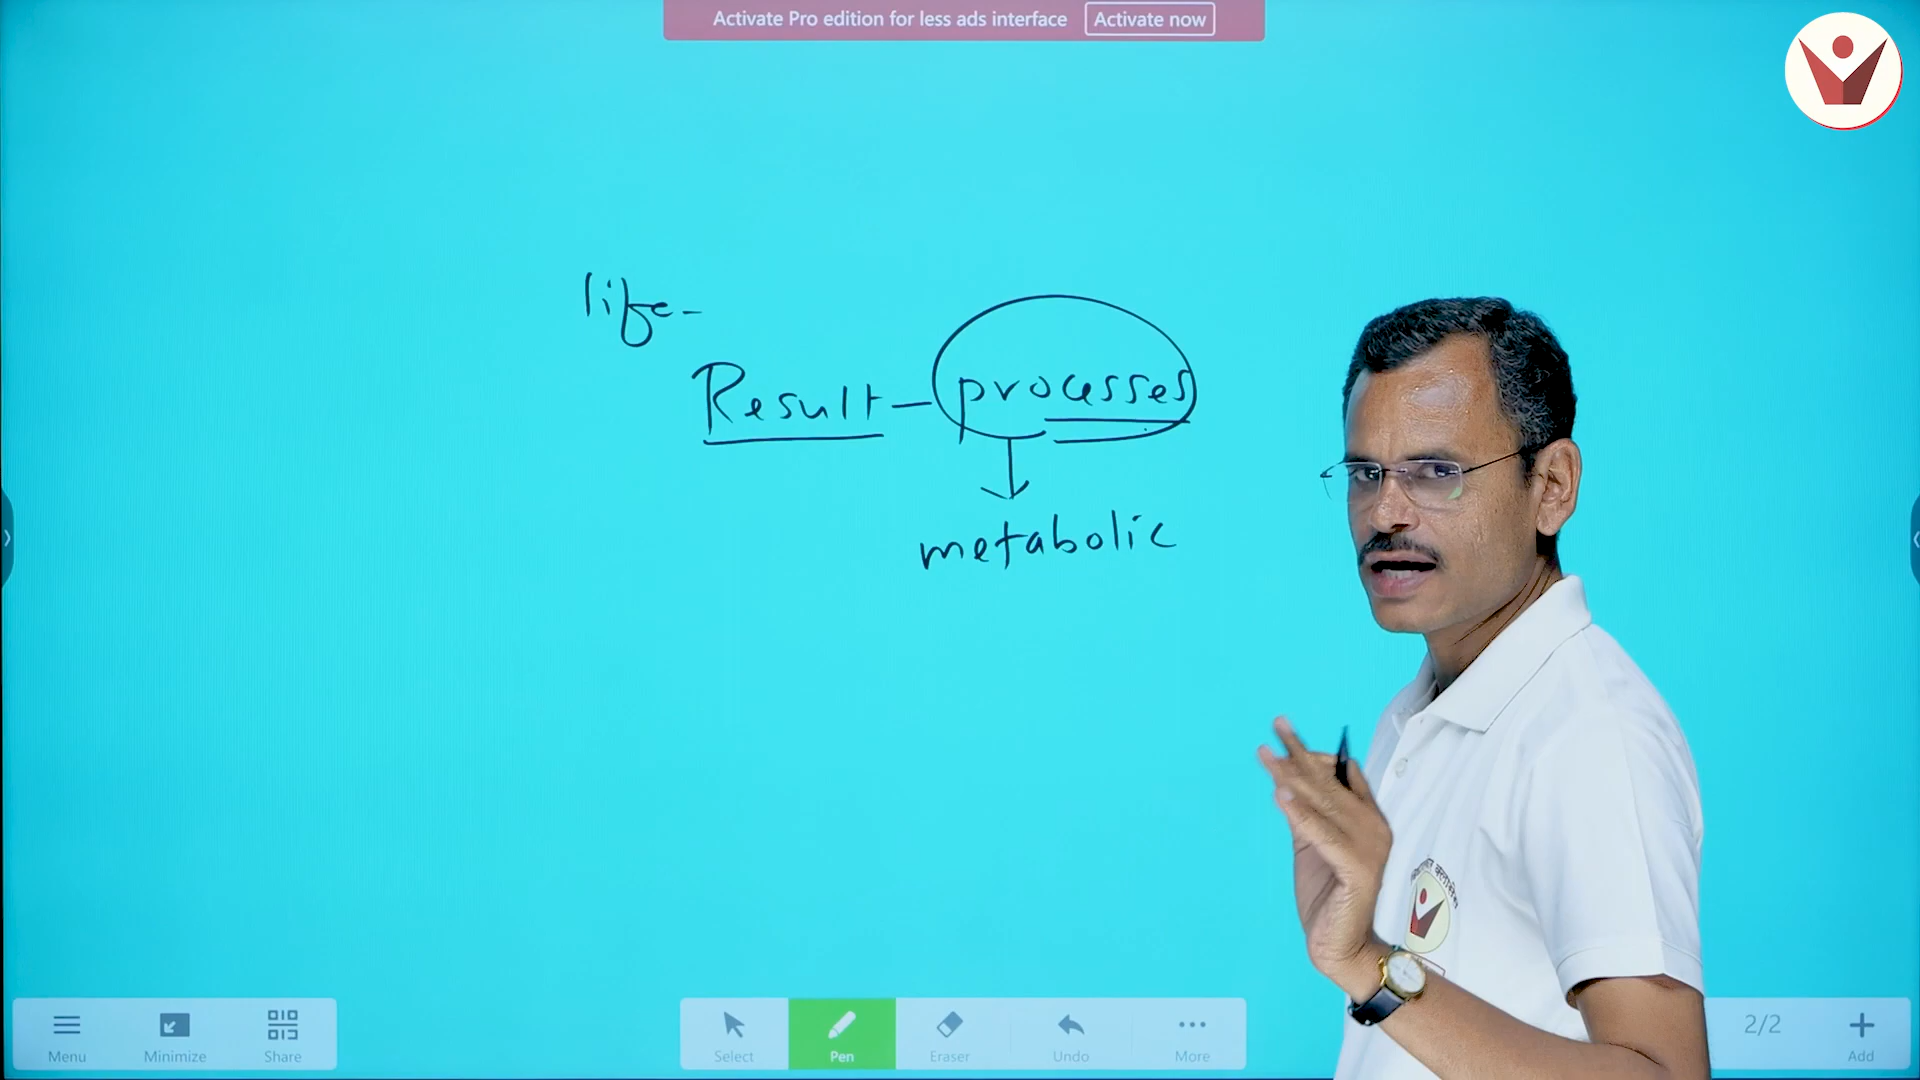 Activate Pro edition for less ads interface Activate now
life-
Result - processes
metabolic
Menu Minimize Share
Select Pen Eraser Undo More
2/2 Add